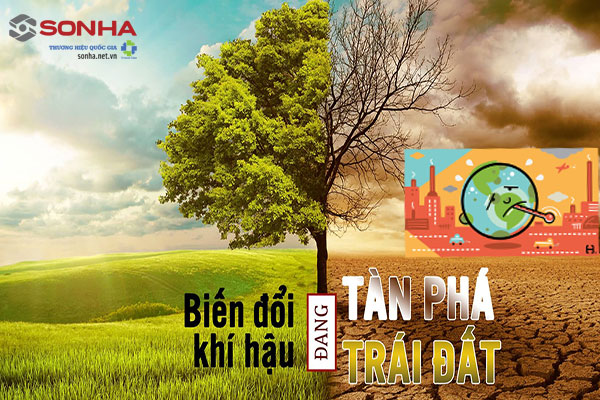 SONHA
THƯƠNG HIỆU QUỐC GIA
sonha.net.vn
Biến đổi
khí hậu
ĐANG
TÀN PHÁ
TRÁI ĐẤT